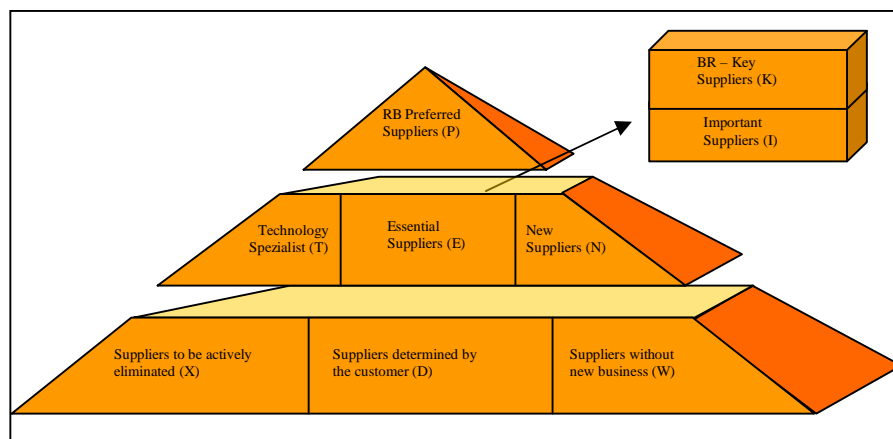 BR – Key
Suppliers (K)
Important
Suppliers (I)
RB Preferred
Suppliers (P)
Technology
Spezialist (T)
Essential
Suppliers (E)
New
Suppliers (N)
Suppliers to be actively
eliminated (X)
Suppliers determined by
the customer (D)
Suppliers without
new business (W)